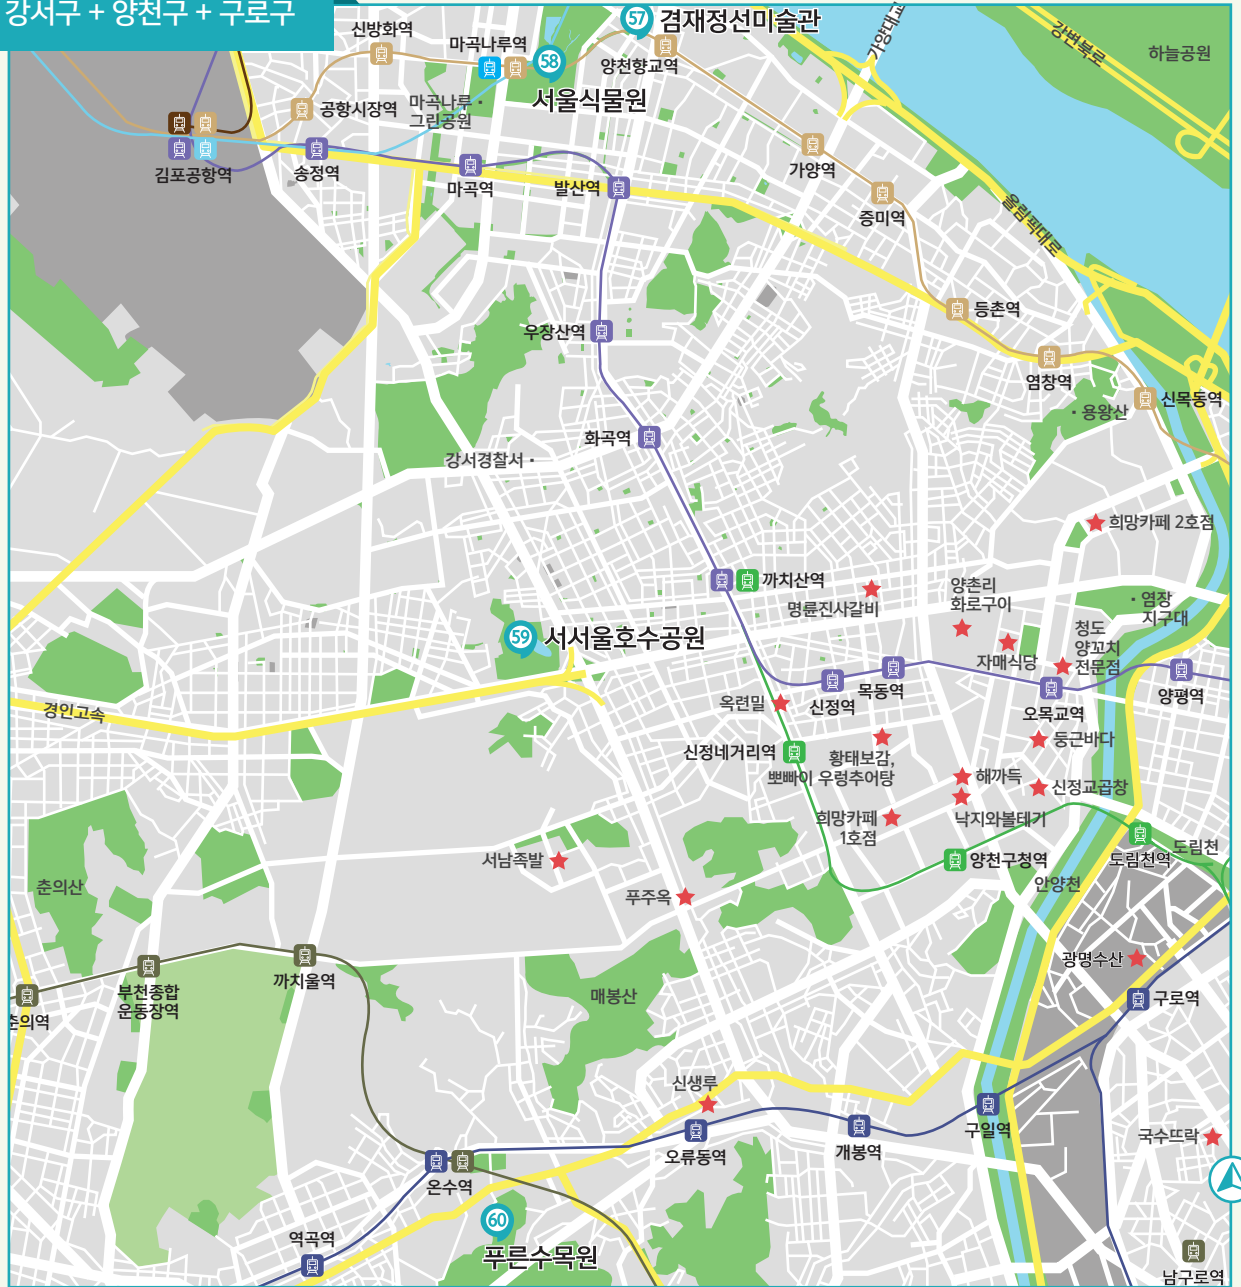 강서구 + 양천구 + 구로구
57
겸재정선미술관
신방화역
마곡나루역
58
양천향교역
가양대교
강변북로
하늘공원
서울식물원
공항시장역
마곡나루
그린공원
가양역
김포공항역
송정역
마곡역
발산역
증미역
올림픽대로
등촌역
우장산역
염창역
신목동역
용왕산
화곡역
강서경찰서
희망카페 2호점
까치산역
명륜진사갈비
양촌리
화로구이
염창
지구대
59
서서울호수공원
자매식당
청도
양꼬치
전문점
목동역
신정역
오목교역
양평역
옥련밀
경인고속
둥근바다
신정네거리역
황태보감,
뽀빠이 우렁추어탕
해까득
신정교곱창
희망카페
1호점
낙지와볼테기
서남족발
양천구청역
도림천역
도림천
춘의산
푸주옥
안양천
광명수산
까치울역
부천종합
운동장역
춘의역
매봉산
구로역
신생루
구일역
국수뜨락
오류동역
개봉역
온수역
60
푸른수목원
역곡역
남구로역